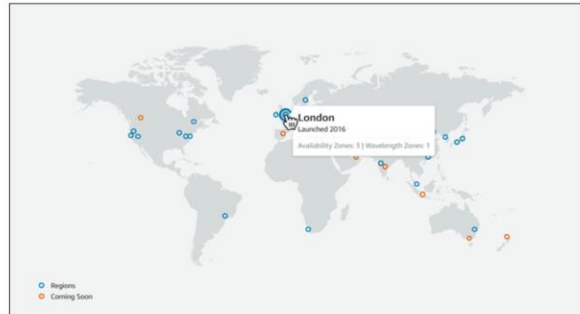 London
Launched 2016
Availability Zones: 3 | Wavelength Zones: 1
Regions
Coming Soon